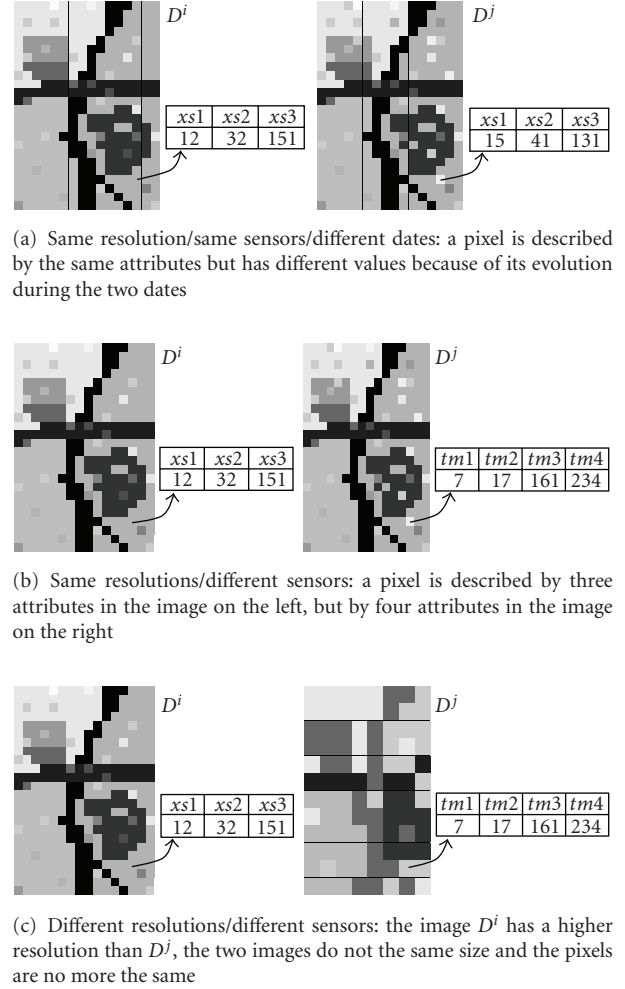 D^i D^j
xs1 xs2 xs3
12 32 151
xs1 xs2 xs3
15 41 131
(a) Same resolution/same sensors/different dates: a pixel is described
by the same attributes but has different values because of its evolution
during the two dates
D^i D^j
xs1 xs2 xs3
12 32 151
tm1 tm2 tm3 tm4
7 17 161 234
(b) Same resolutions/different sensors: a pixel is described by three
attributes in the image on the left, but by four attributes in the image
on the right
D^i D^j
xs1 xs2 xs3
12 32 151
tm1 tm2 tm3 tm4
7 17 161 234
(c) Different resolutions/different sensors: the image D^i has a higher
resolution than D^j, the two images do not the same size and the pixels
are no more the same